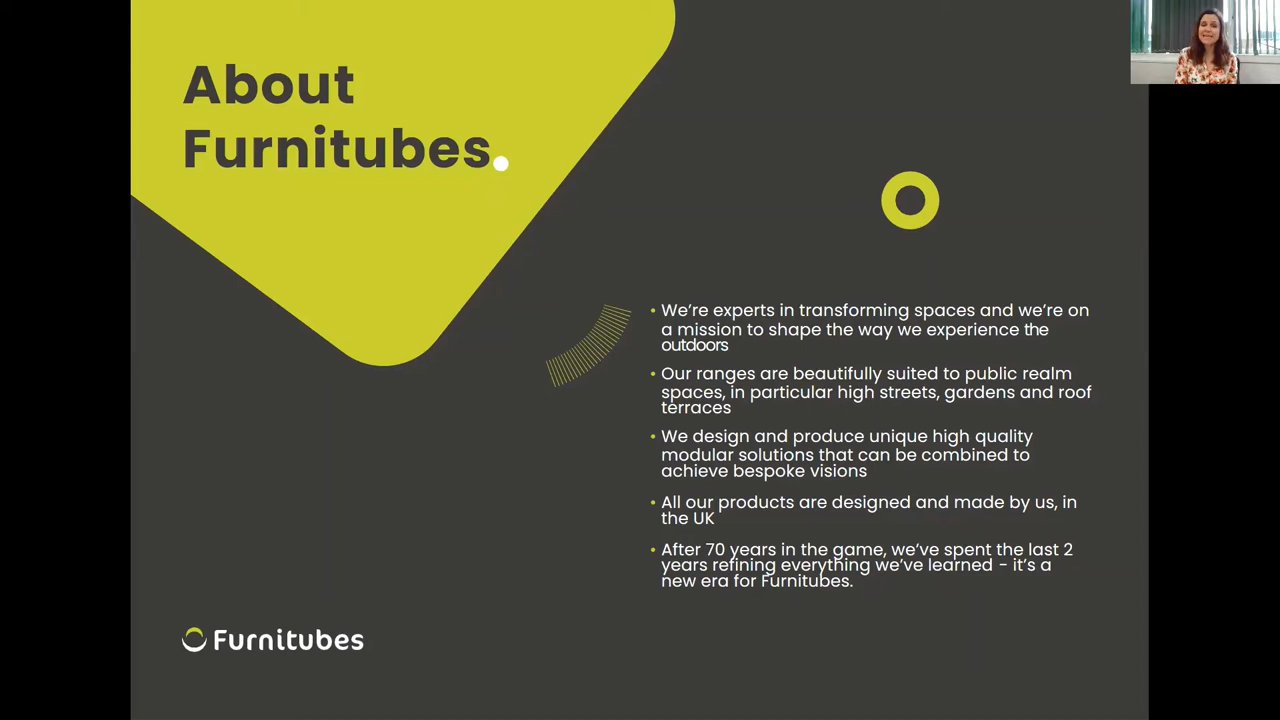 About
Furnitubes.
• We’re experts in transforming spaces and we’re on
a mission to shape the way we experience the
outdoors
• Our ranges are beautifully suited to public realm
spaces, in particular high streets, gardens and roof
terraces
• We design and produce unique high quality
modular solutions that can be combined to
achieve bespoke visions
• All our products are designed and made by us, in
the UK
• After 70 years in the game, we’ve spent the last 2
years refining everything we’ve learned - it’s a
new era for Furnitubes.
Furnitubes